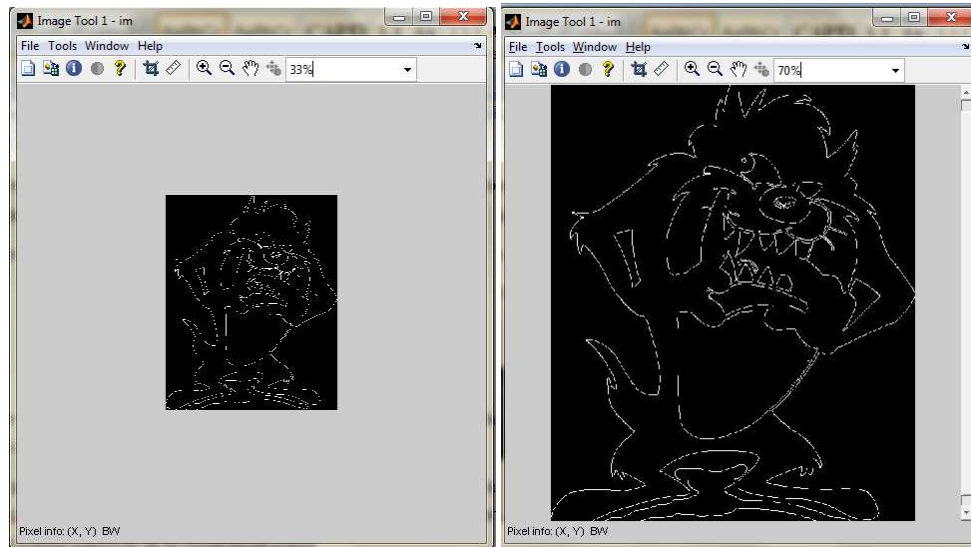 Image Tool 1 - im
File Tools Window Help
33%
Pixel info: (X, Y) BW
Image Tool 1 - im
File Tools Window Help
70%
Pixel info: (X, Y) BW